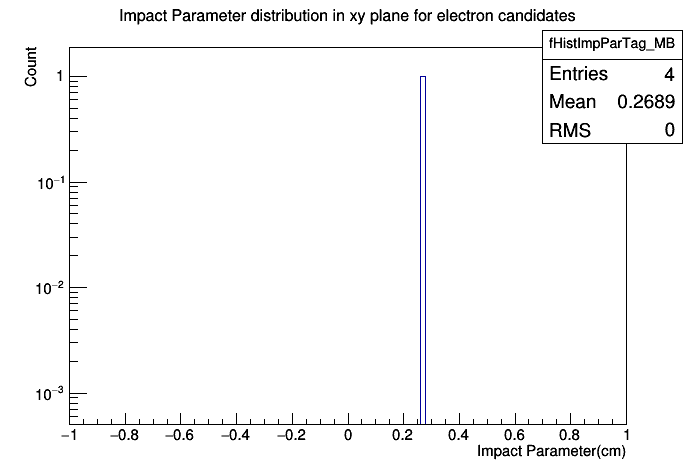 Impact Parameter distribution in xy plane for electron candidates
fHistImpParTag_MB
Entries 4
Mean 0.2689
RMS 0
Count
1
10⁻¹
10⁻²
10⁻³
−1 −0.8 −0.6 −0.4 −0.2 0 0.2 0.4 0.6 0.8 1
Impact Parameter(cm)